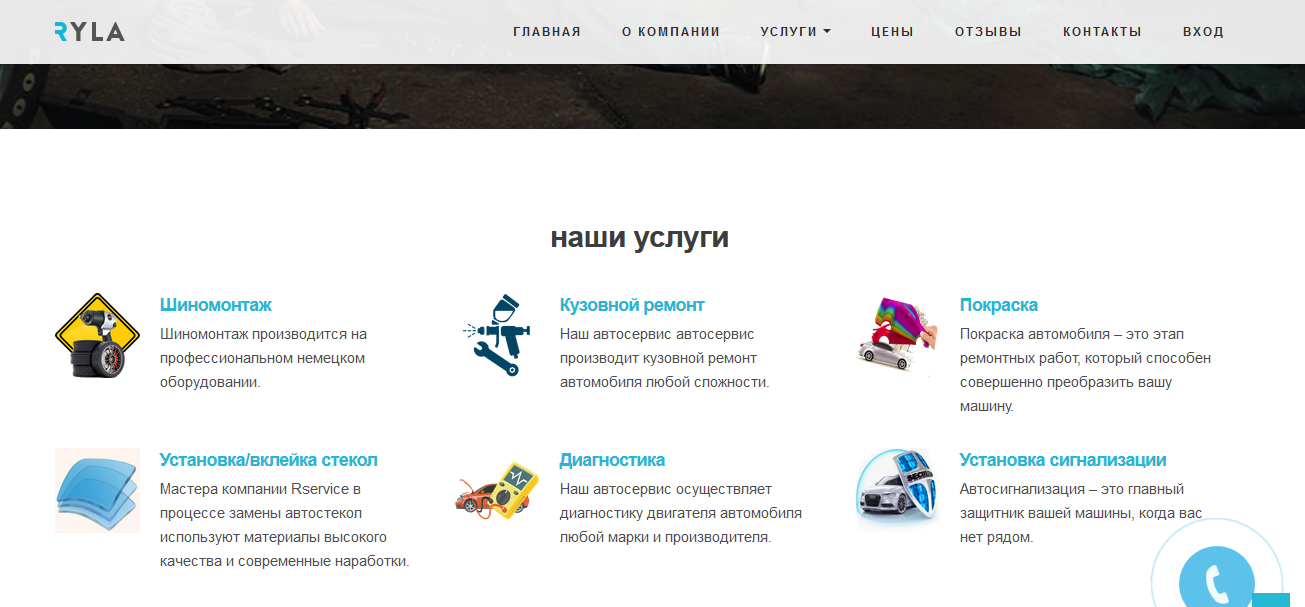 RYLA
ГЛАВНАЯ О КОМПАНИИ УСЛУГИ ЦЕНЫ ОТЗЫВЫ КОНТАКТЫ ВХОД
наши услуги
Шиномонтаж
Шиномонтаж производится на
профессиональном немецком
оборудовании.
Кузовной ремонт
Наш автосервис автосервис
производит кузовной ремонт
автомобиля любой сложности.
Покраска
Покраска автомобиля – это этап
ремонтных работ, который способен
совершенно преобразить вашу
машину.
Установка/вклейка стекол
Мастера компании Rservice в
процессе замены автостекол
используют материалы высокого
качества и современные наработки.
Диагностика
Наш автосервис осуществляет
диагностику двигателя автомобиля
любой марки и производителя.
Установка сигнализации
Автосигнализация – это главный
защитник вашей машины, когда вас
нет рядом.